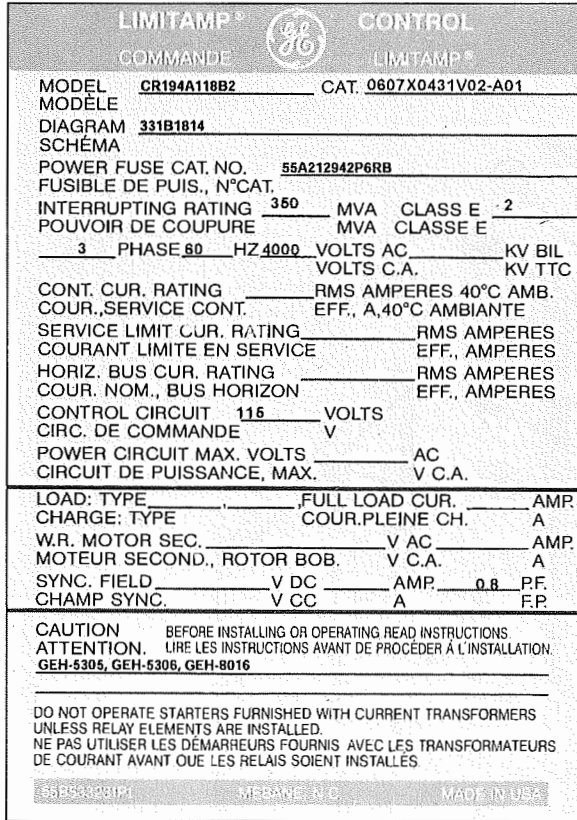 LIMITAMP® GE CONTROL
COMMANDE LIMITAMP®
MODEL CR194A118B2 CAT. 0607X0431V02-A01
MODÈLE
DIAGRAM 331B1814
SCHÉMA
POWER FUSE CAT. NO. 55A212942P6RB
FUSIBLE DE PUIS., N°CAT.
INTERRUPTING RATING 350 MVA CLASS E 2
POUVOIR DE COUPURE MVA CLASSE E
3 PHASE 60 HZ 4000 VOLTS AC KV BIL
VOLTS C.A. KV TTC
CONT. CUR. RATING RMS AMPERES 40°C AMB.
COUR.,SERVICE CONT. EFF., A,40°C AMBIANTE
SERVICE LIMIT CUR. RATING RMS AMPERES
COURANT LIMITE EN SERVICE EFF., AMPERES
HORIZ. BUS CUR. RATING RMS AMPERES
COUR. NOM., BUS HORIZON EFF., AMPERES
CONTROL CIRCUIT 115 VOLTS
CIRC. DE COMMANDE V
POWER CIRCUIT MAX. VOLTS AC
CIRCUIT DE PUISSANCE, MAX. V C.A.
LOAD: TYPE , ,FULL LOAD CUR. AMP.
CHARGE: TYPE COUR.PLEINE CH. A
W.R. MOTOR SEC. V AC AMP.
MOTEUR SECOND., ROTOR BOB. V C.A. A
SYNC. FIELD V DC AMP. 0.8 P.F.
CHAMP SYNC. V CC A F.P.
CAUTION BEFORE INSTALLING OR OPERATING READ INSTRUCTIONS.
ATTENTION. LIRE LES INSTRUCTIONS AVANT DE PROCÉDER Á L'INSTALLATION.
GEH-5305, GEH-5306, GEH-8016
DO NOT OPERATE STARTERS FURNISHED WITH CURRENT TRANSFORMERS
UNLESS RELAY ELEMENTS ARE INSTALLED.
NE PAS UTILISER LES DÉMARREURS FOURNIS AVEC LES TRANSFORMATEURS
DE COURANT AVANT QUE LES RELAIS SOIENT INSTALLÉS
MEBANE, N.C. MADE IN USA